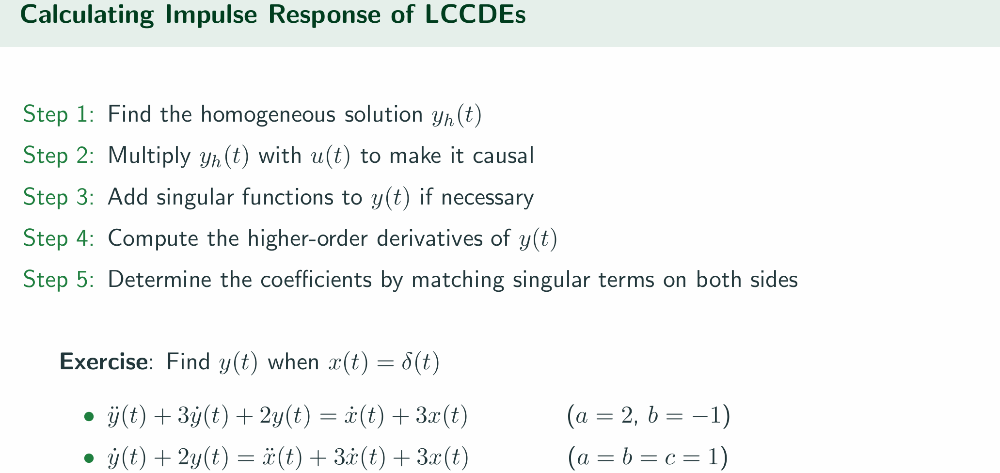 Calculating Impulse Response of LCCDEs
Step 1: Find the homogeneous solution $y_h(t)$
Step 2: Multiply $y_h(t)$ with $u(t)$ to make it causal
Step 3: Add singular functions to $y(t)$ if necessary
Step 4: Compute the higher-order derivatives of $y(t)$
Step 5: Determine the coefficients by matching singular terms on both sides
Exercise: Find $y(t)$ when $x(t) = \delta(t)$
• $\ddot{y}(t) + 3\dot{y}(t) + 2y(t) = \dot{x}(t) + 3x(t)$ $(a = 2, b = -1)$
• $\dot{y}(t) + 2y(t) = \ddot{x}(t) + 3\dot{x}(t) + 3x(t)$ $(a = b = c = 1)$